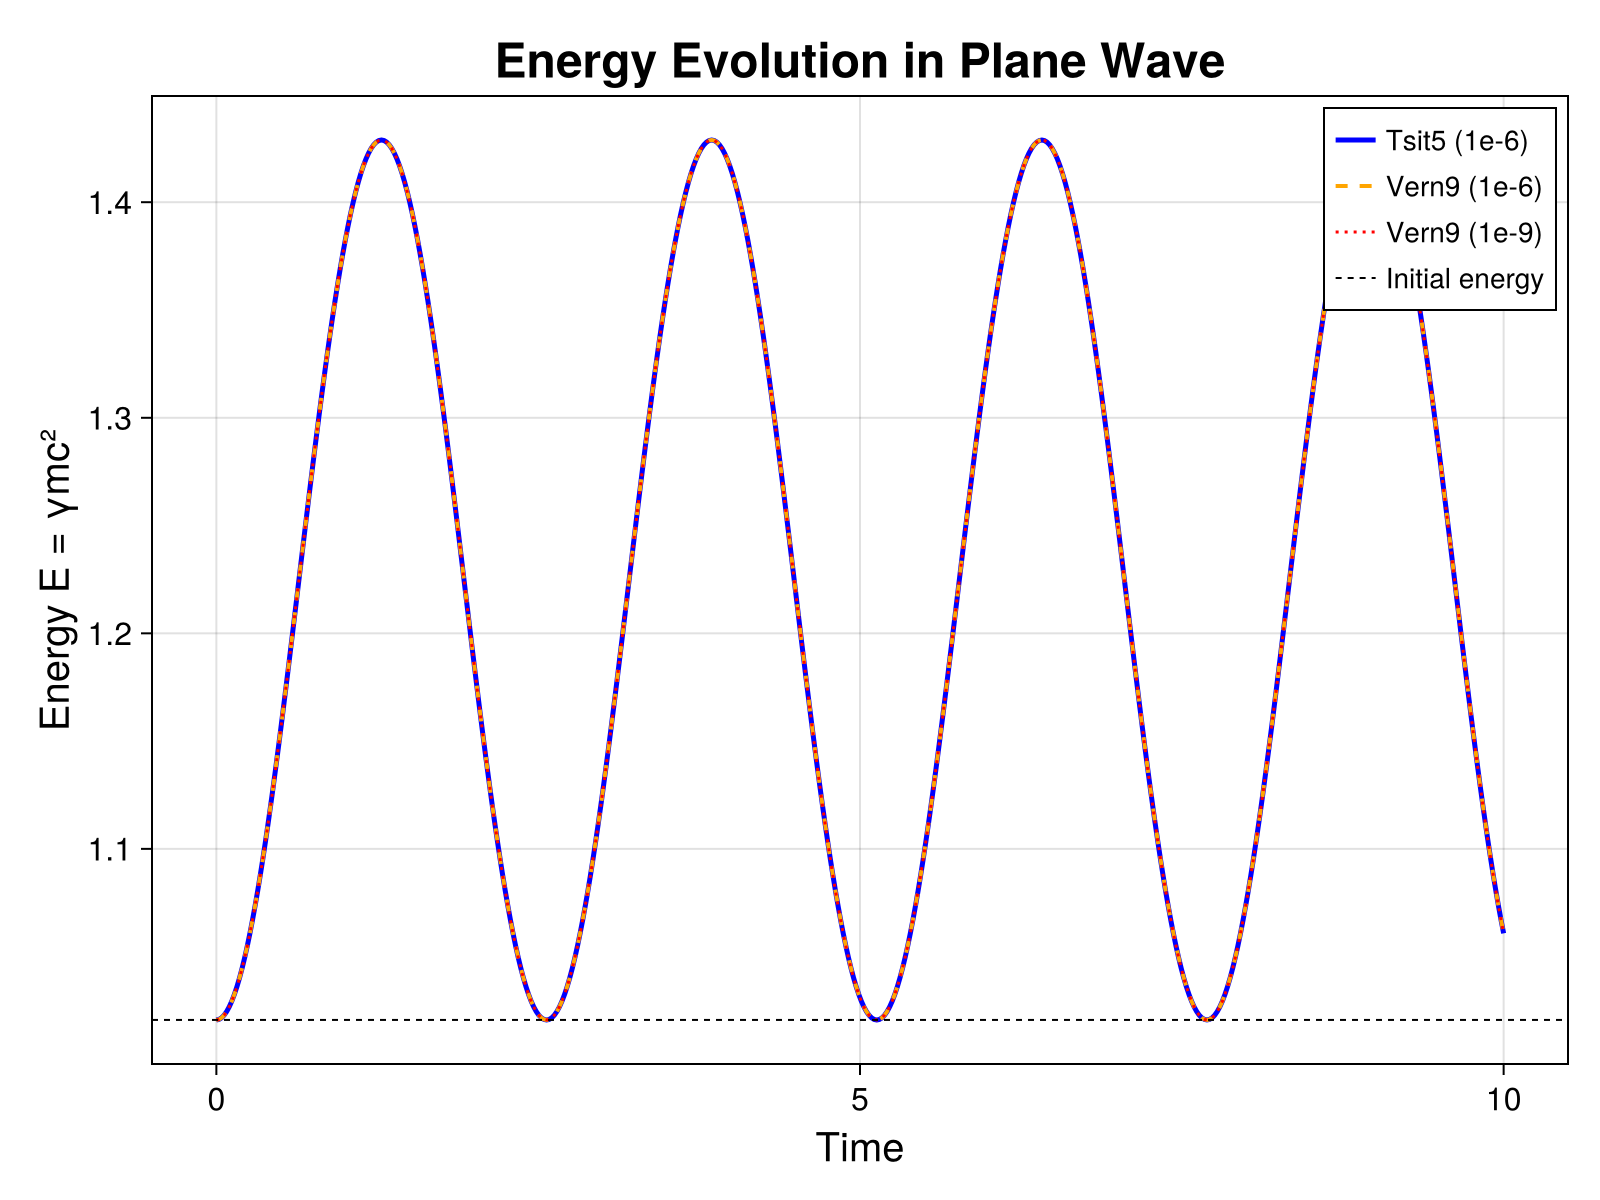 Energy Evolution in Plane Wave
Tsit5 (1e-6)
Vern9 (1e-6)
Vern9 (1e-9)
Initial energy
Energy E = γmc²
1.4
1.3
1.2
1.1
0
5
10
Time